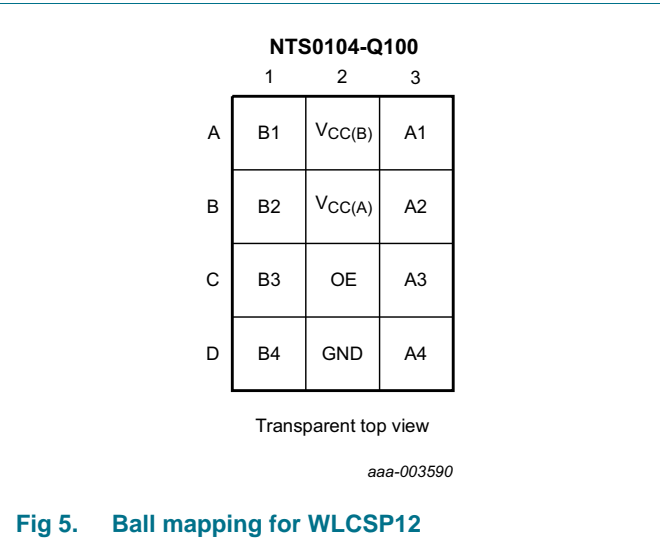 NTS0104-Q100
1 2 3
A B1 VCC(B) A1
B B2 VCC(A) A2
C B3 OE A3
D B4 GND A4
Transparent top view
aaa-003590
Fig 5. Ball mapping for WLCSP12